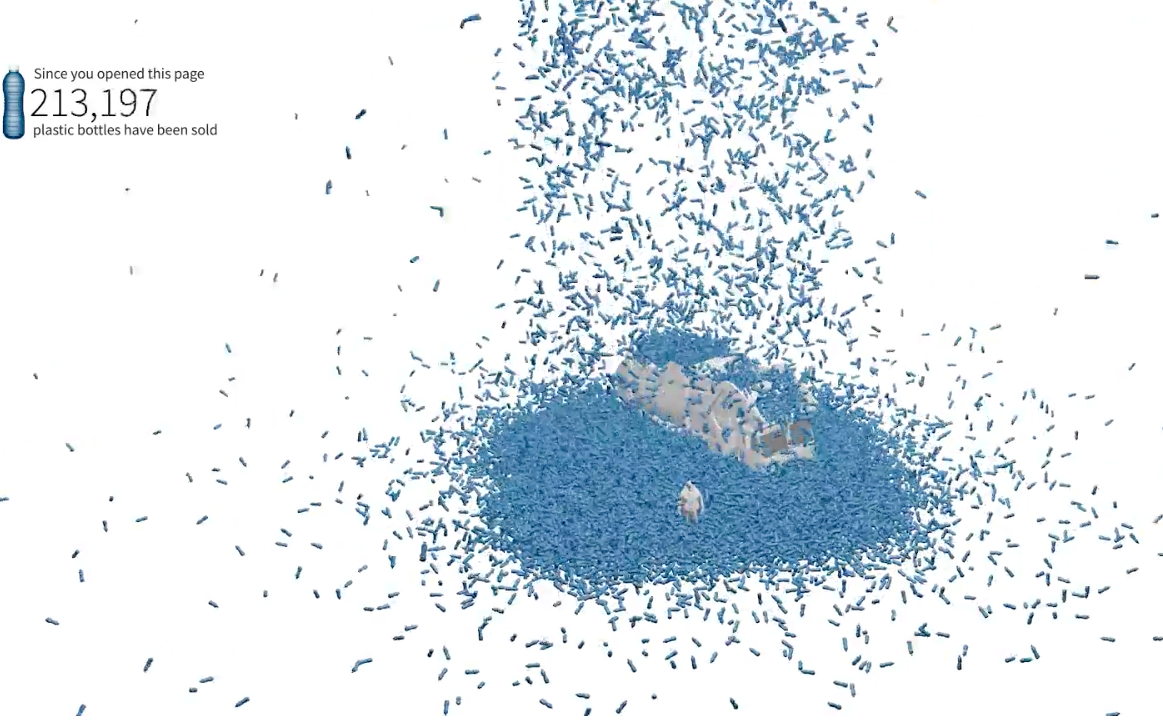 Since you opened this page
213,197
plastic bottles have been sold